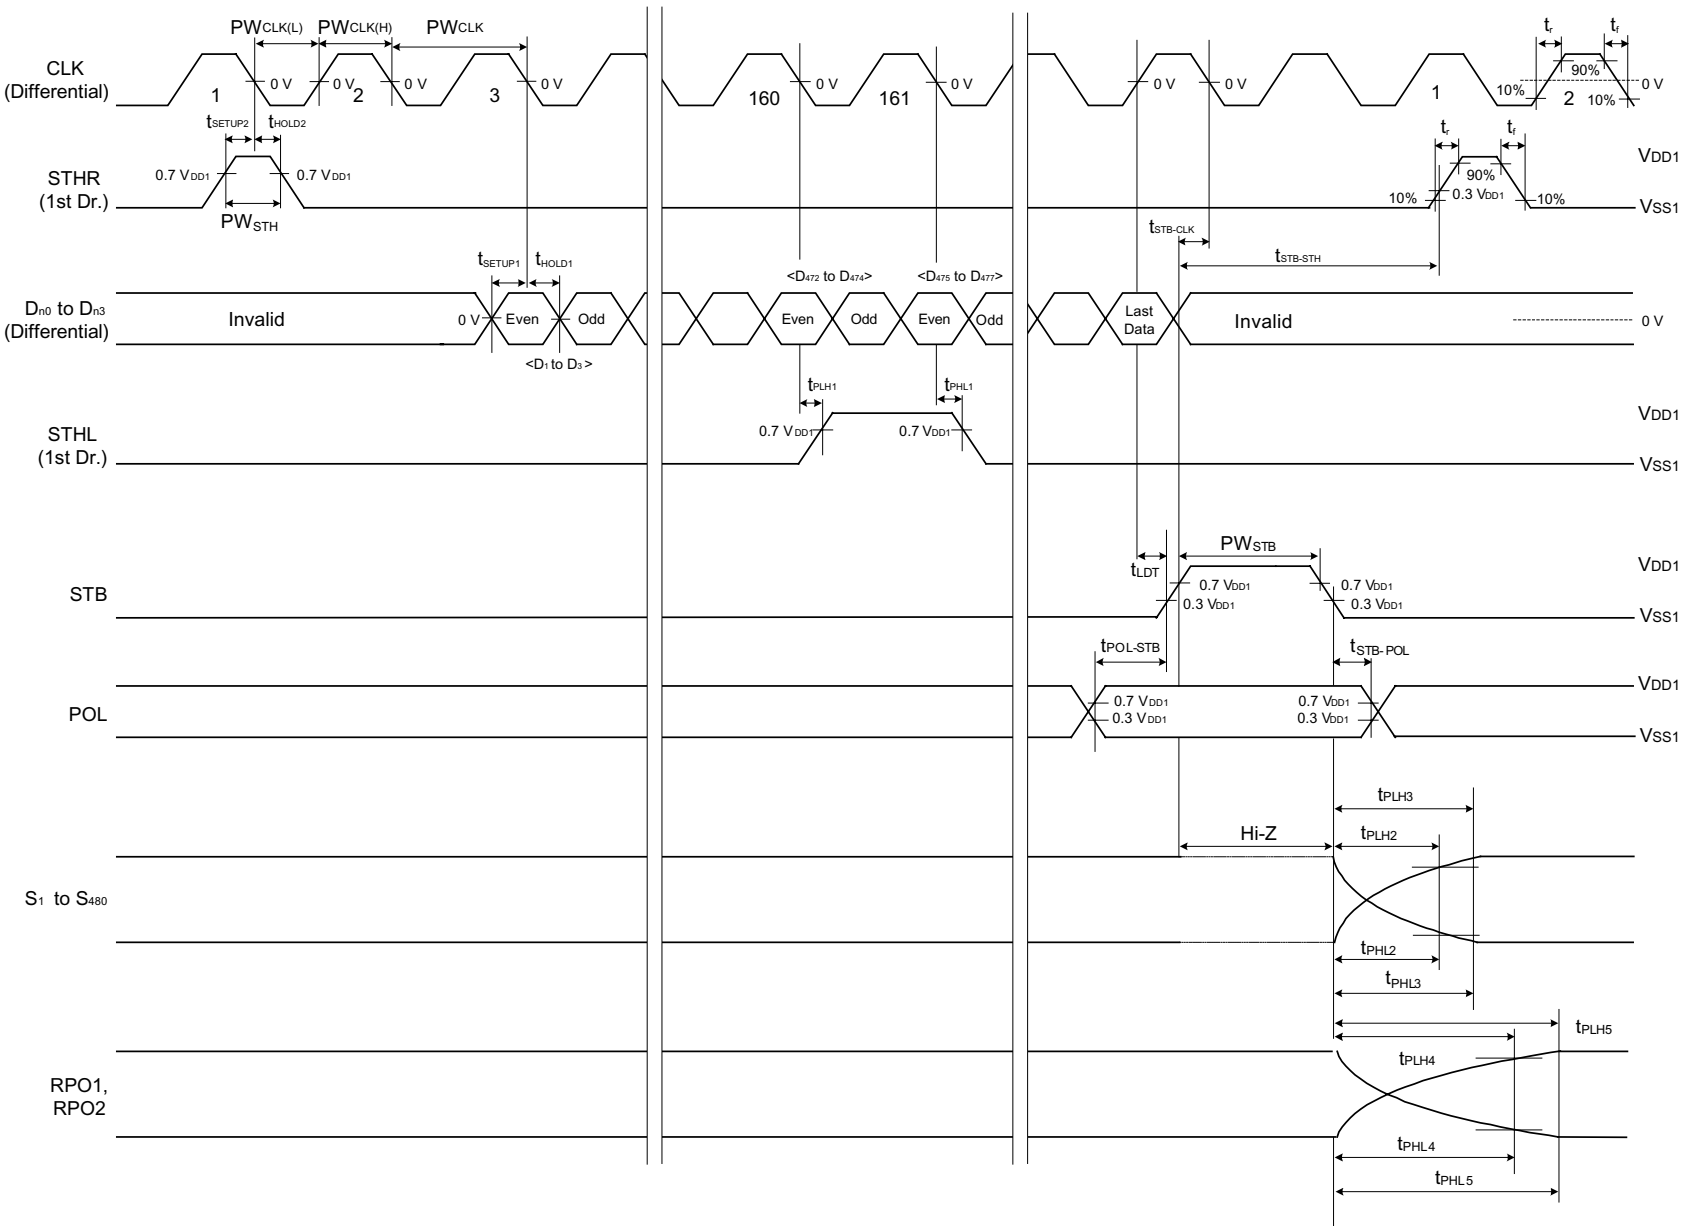 PWCLK(L) PWCLK(H) PWCLK tr tf
CLK
(Differential)
0 V 0 V 0 V 0 V 0 V 0 V 0 V 0 V 90% 0 V
1 2 3 160 161 1 10% 2 10%
tSETUP2 tHOLD2 tr tf
STHR
(1st Dr.)
0.7 VDD1 0.7 VDD1 VDD1
90%
10% 0.3 VDD1 10%
VSS1
PWSTH
tSTB-CLK
tSTB-STH
tSETUP1 tHOLD1 <D472 to D474> <D475 to D477>
Dn0 to Dn3
(Differential)
Invalid 0 V Even Odd Even Odd Even Odd Last
Data
Invalid 0 V
<D1 to D3>
tPLH1 tPHL1
STHL
(1st Dr.)
VDD1
0.7 VDD1 0.7 VDD1
VSS1
PWSTB
tLDT
VDD1
STB
0.7 VDD1 0.7 VDD1
0.3 VDD1 0.3 VDD1
VSS1
tPOL-STB tSTB-POL
VDD1
POL
0.7 VDD1 0.7 VDD1
0.3 VDD1 0.3 VDD1
VSS1
tPLH3
Hi-Z tPLH2
S1 to S480
tPHL2
tPHL3
tPLH5
tPLH4
RPO1,
RPO2
tPHL4
tPHL5